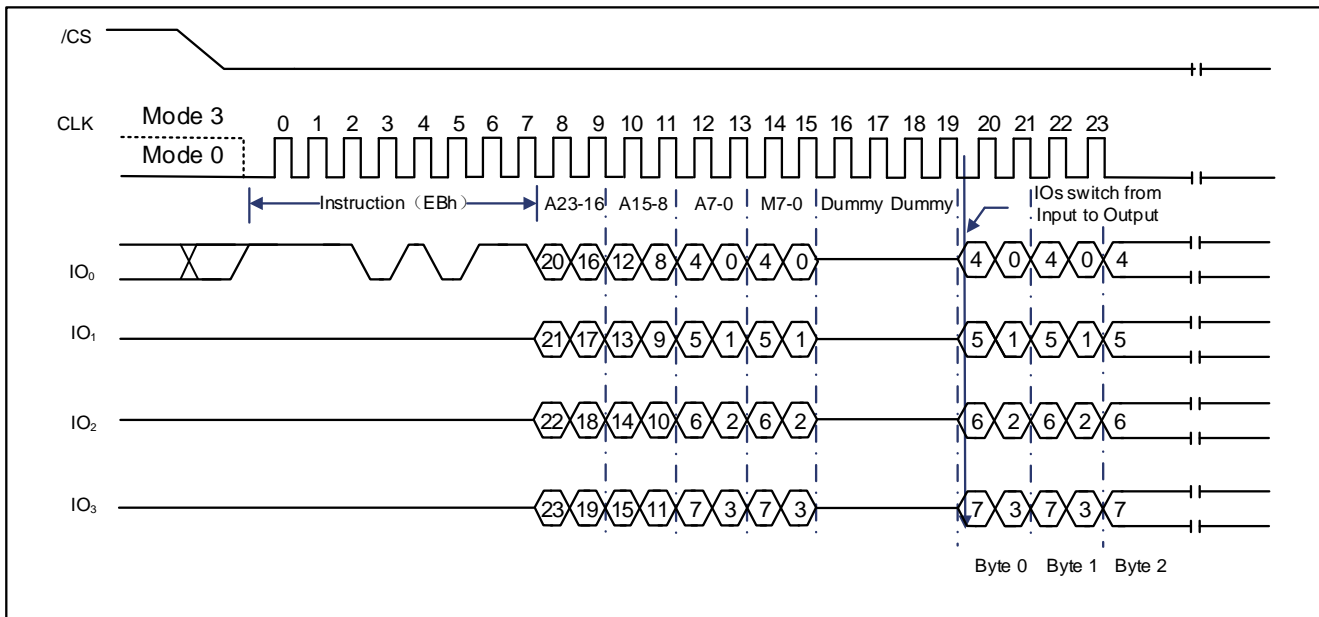 /CS
Mode 3
CLK
0 1 2 3 4 5 6 7 8 9 10 11 12 13 14 15 16 17 18 19 20 21 22 23
Mode 0
Instruction（EBh） A23-16 A15-8 A7-0 M7-0 Dummy Dummy
IOs switch from
Input to Output
IO₀ 20 16 12 8 4 0 4 0 4 0 4 0 4
IO₁ 21 17 13 9 5 1 5 1 5 1 5 1 5
IO₂ 22 18 14 10 6 2 6 2 6 2 6 2 6
IO₃ 23 19 15 11 7 3 7 3 7 3 7 3 7
Byte 0 Byte 1 Byte 2